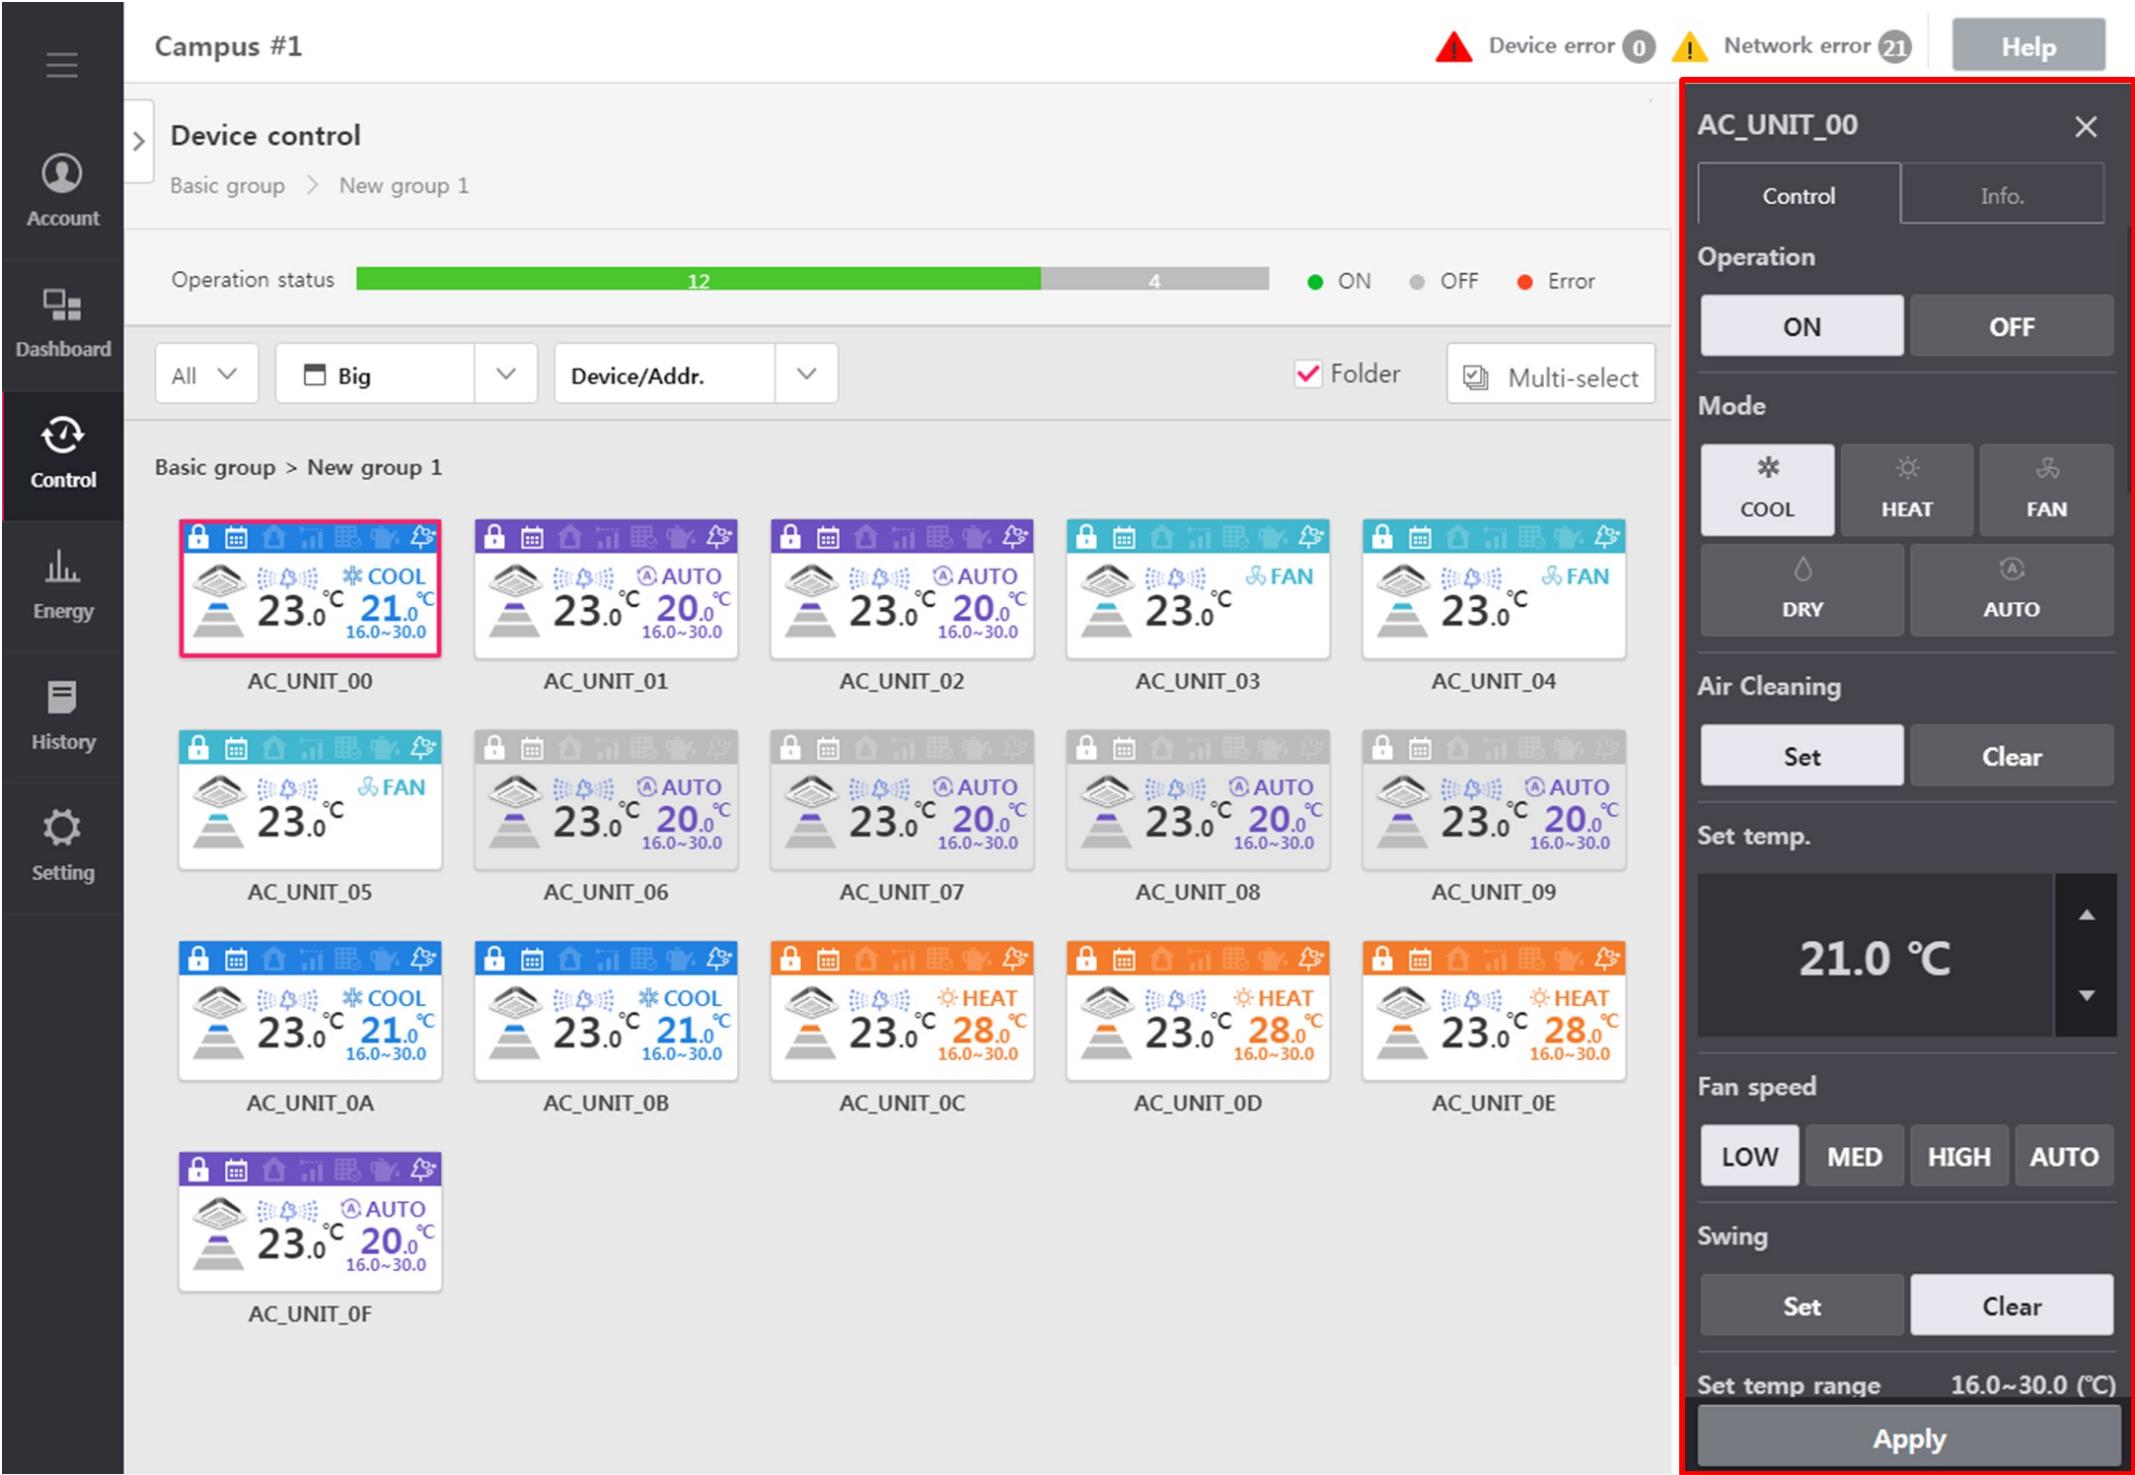 Campus #1
Device error 0
Network error 21
Help
Account
Dashboard
Control
Energy
History
Setting
Device control
Basic group > New group 1
Operation status 12 4 ON OFF Error
All Big Device/Addr. Folder Multi-select
Basic group > New group 1
COOL
23.0°C 21.0°C
16.0~30.0
AC_UNIT_00
AUTO
23.0°C 20.0°C
16.0~30.0
AC_UNIT_01
AUTO
23.0°C 20.0°C
16.0~30.0
AC_UNIT_02
FAN
23.0°C
AC_UNIT_03
FAN
23.0°C
AC_UNIT_04
FAN
23.0°C
AC_UNIT_05
AUTO
23.0°C 20.0°C
16.0~30.0
AC_UNIT_06
AUTO
23.0°C 20.0°C
16.0~30.0
AC_UNIT_07
AUTO
23.0°C 20.0°C
16.0~30.0
AC_UNIT_08
AUTO
23.0°C 20.0°C
16.0~30.0
AC_UNIT_09
COOL
23.0°C 21.0°C
16.0~30.0
AC_UNIT_0A
COOL
23.0°C 21.0°C
16.0~30.0
AC_UNIT_0B
HEAT
23.0°C 28.0°C
16.0~30.0
AC_UNIT_0C
HEAT
23.0°C 28.0°C
16.0~30.0
AC_UNIT_0D
HEAT
23.0°C 28.0°C
16.0~30.0
AC_UNIT_0E
AUTO
23.0°C 20.0°C
16.0~30.0
AC_UNIT_0F
AC_UNIT_00
Control Info.
Operation
ON OFF
Mode
COOL HEAT FAN
DRY AUTO
Air Cleaning
Set Clear
Set temp.
21.0 ℃
Fan speed
LOW MED HIGH AUTO
Swing
Set Clear
Set temp range 16.0~30.0 (℃)
Apply